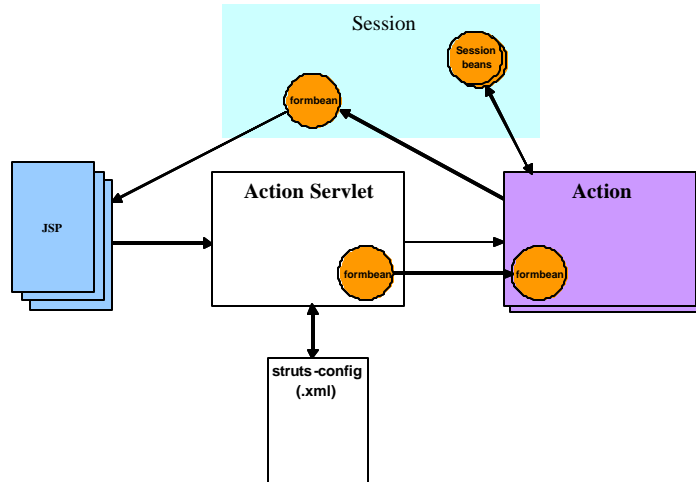 Session
Session
beans
formbean
JSP
Action Servlet
Action
formbean
formbean
struts-config
(.xml)